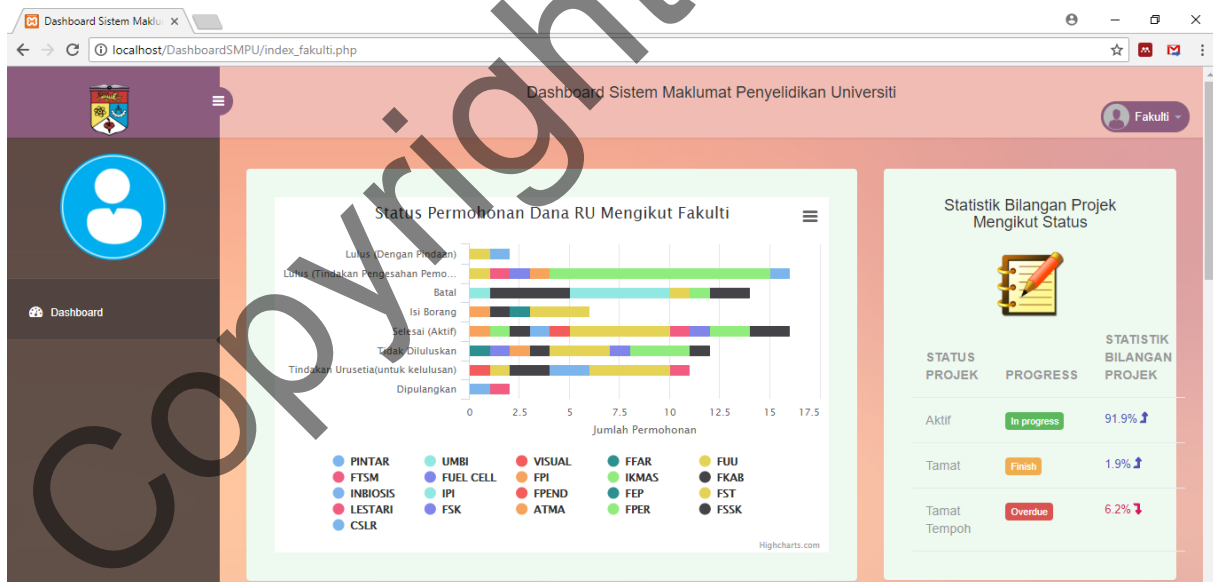 Dashboard Sistem Maklu
localhost/DashboardSMPU/index_fakulti.php
Dashboard Sistem Maklumat Penyelidikan Universiti
Fakulti
Dashboard
Status Permohonan Dana RU Mengikut Fakulti
Lulus (Dengan Pindaan)
Lulus (Tindakan Pengesahan Pemo...
Batal
Isi Borang
Selesai (Aktif)
Tidak Diluluskan
Tindakan Urusetia(untuk kelulusan)
Dipulangkan
0 2.5 5 7.5 10 12.5 15 17.5
Jumlah Permohonan
PINTAR UMBI VISUAL FFAR FUU
FTSM FUEL CELL FPI IKMAS FKAB
INBIOSIS IPI FPEND FEP FST
LESTARI FSK ATMA FPER FSSK
CSLR
Highcharts.com
Statistik Bilangan Projek
Mengikut Status
STATUS PROJEK PROGRESS STATISTIK BILANGAN PROJEK
Aktif In progress 91.9%
Tamat Finish 1.9%
Tamat Tempoh Overdue 6.2%
Copyright